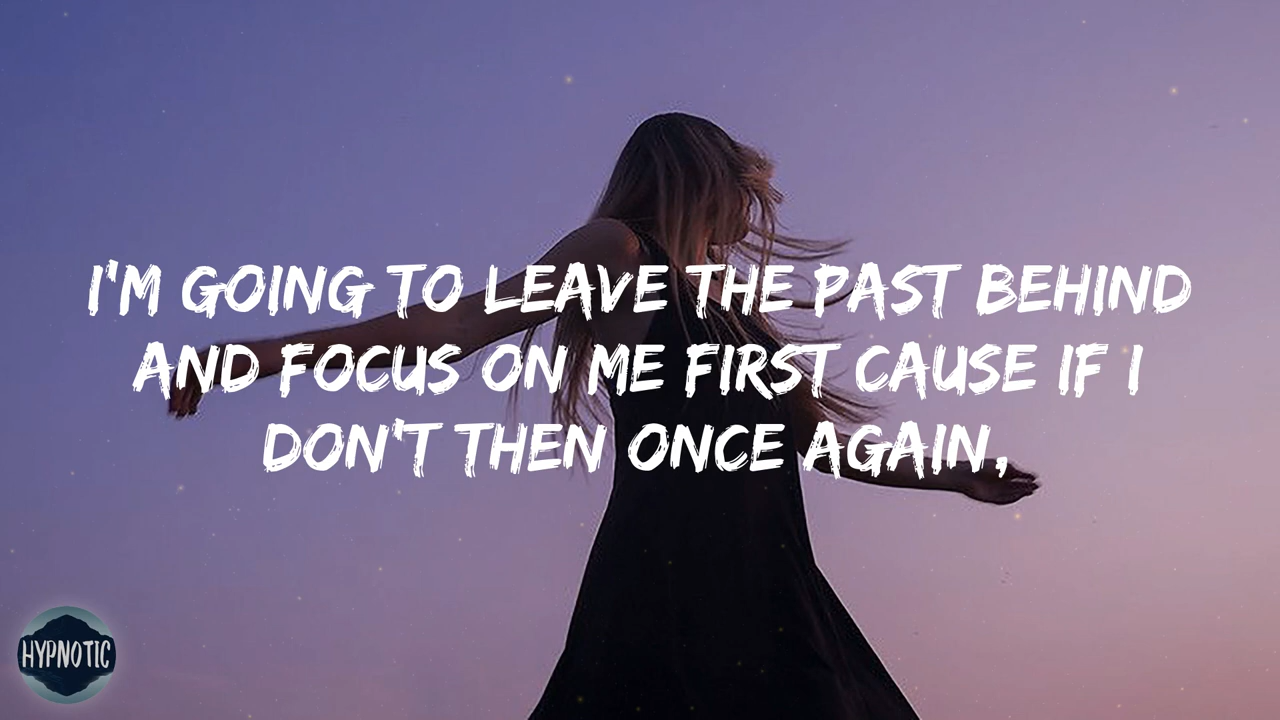 I'M GOING TO LEAVE THE PAST BEHIND
AND FOCUS ON ME FIRST CAUSE IF I
DON'T THEN ONCE AGAIN,
HYPNOTIC